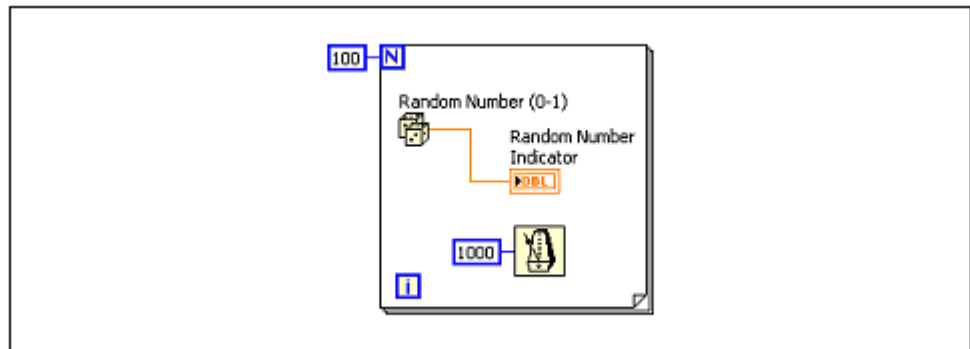 100
N
Random Number (0-1)
Random Number
Indicator
DBL
1000
i